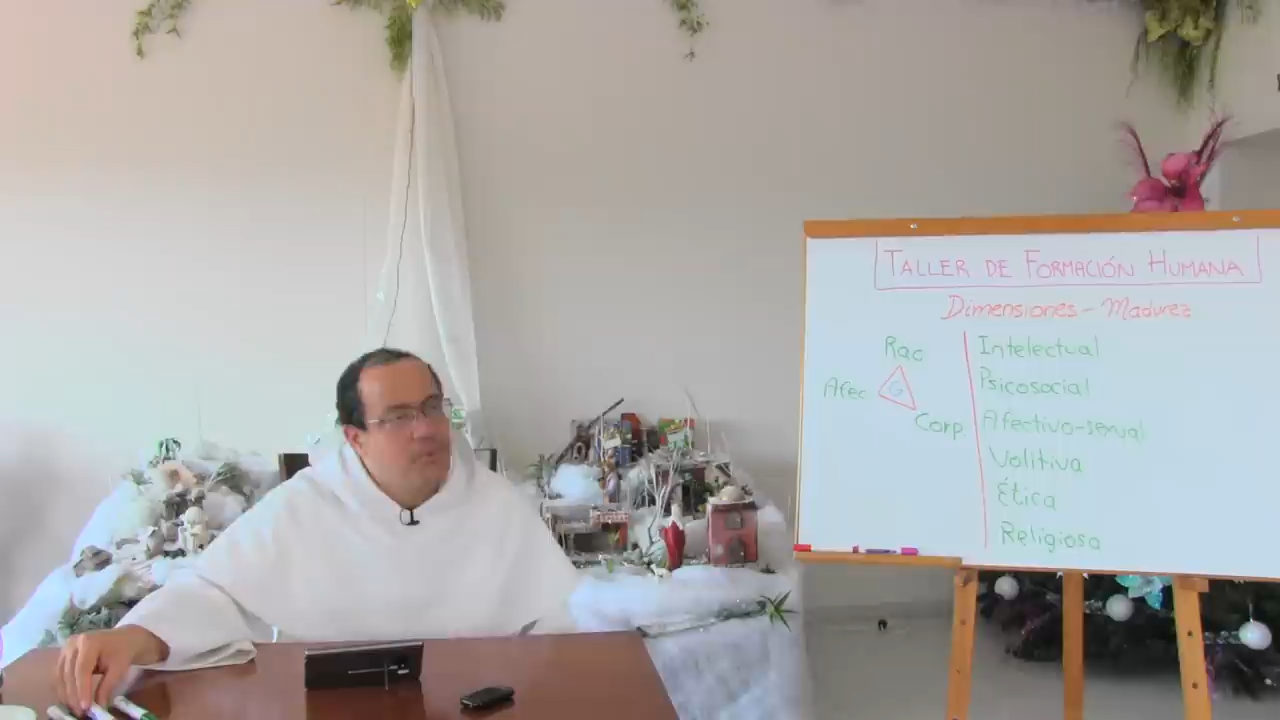 TALLER DE FORMACIÓN HUMANA
Dimensiones - Madurez
Rac
Afec
G
Corp
Intelectual
Psicosocial
Afectivo-sexual
Volitiva
Ética
Religiosa